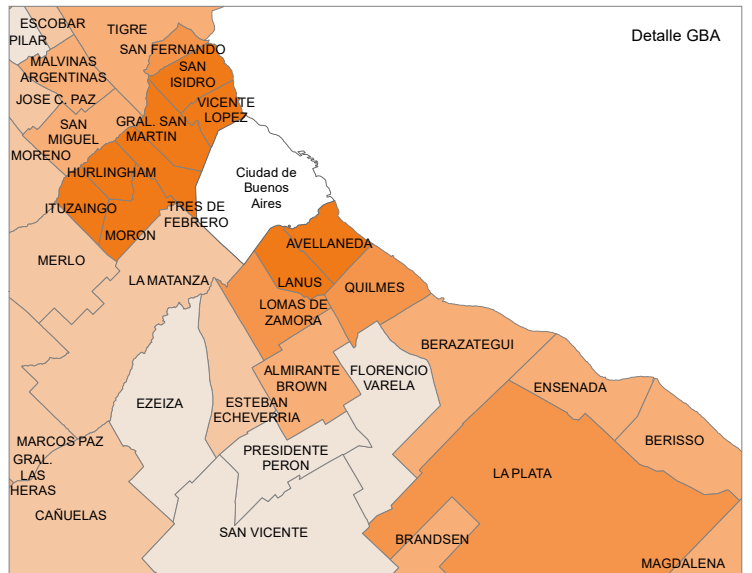 ESCOBAR
TIGRE
Detalle GBA
PILAR
SAN FERNANDO
MALVINAS
ARGENTINAS
SAN
ISIDRO
JOSE C. PAZ
VICENTE
LOPEZ
SAN
MIGUEL
GRAL. SAN
MARTIN
MORENO
HURLINGHAM
Ciudad de
Buenos
Aires
ITUZAINGO
TRES DE
FEBRERO
MORON
AVELLANEDA
MERLO
LA MATANZA
LANUS
QUILMES
LOMAS DE
ZAMORA
BERAZATEGUI
ALMIRANTE
BROWN
FLORENCIO
VARELA
ENSENADA
EZEIZA
ESTEBAN
ECHEVERRIA
MARCOS PAZ
BERISSO
GRAL.
LAS
HERAS
PRESIDENTE
PERON
LA PLATA
CAÑUELAS
SAN VICENTE
BRANDSEN
MAGDALENA